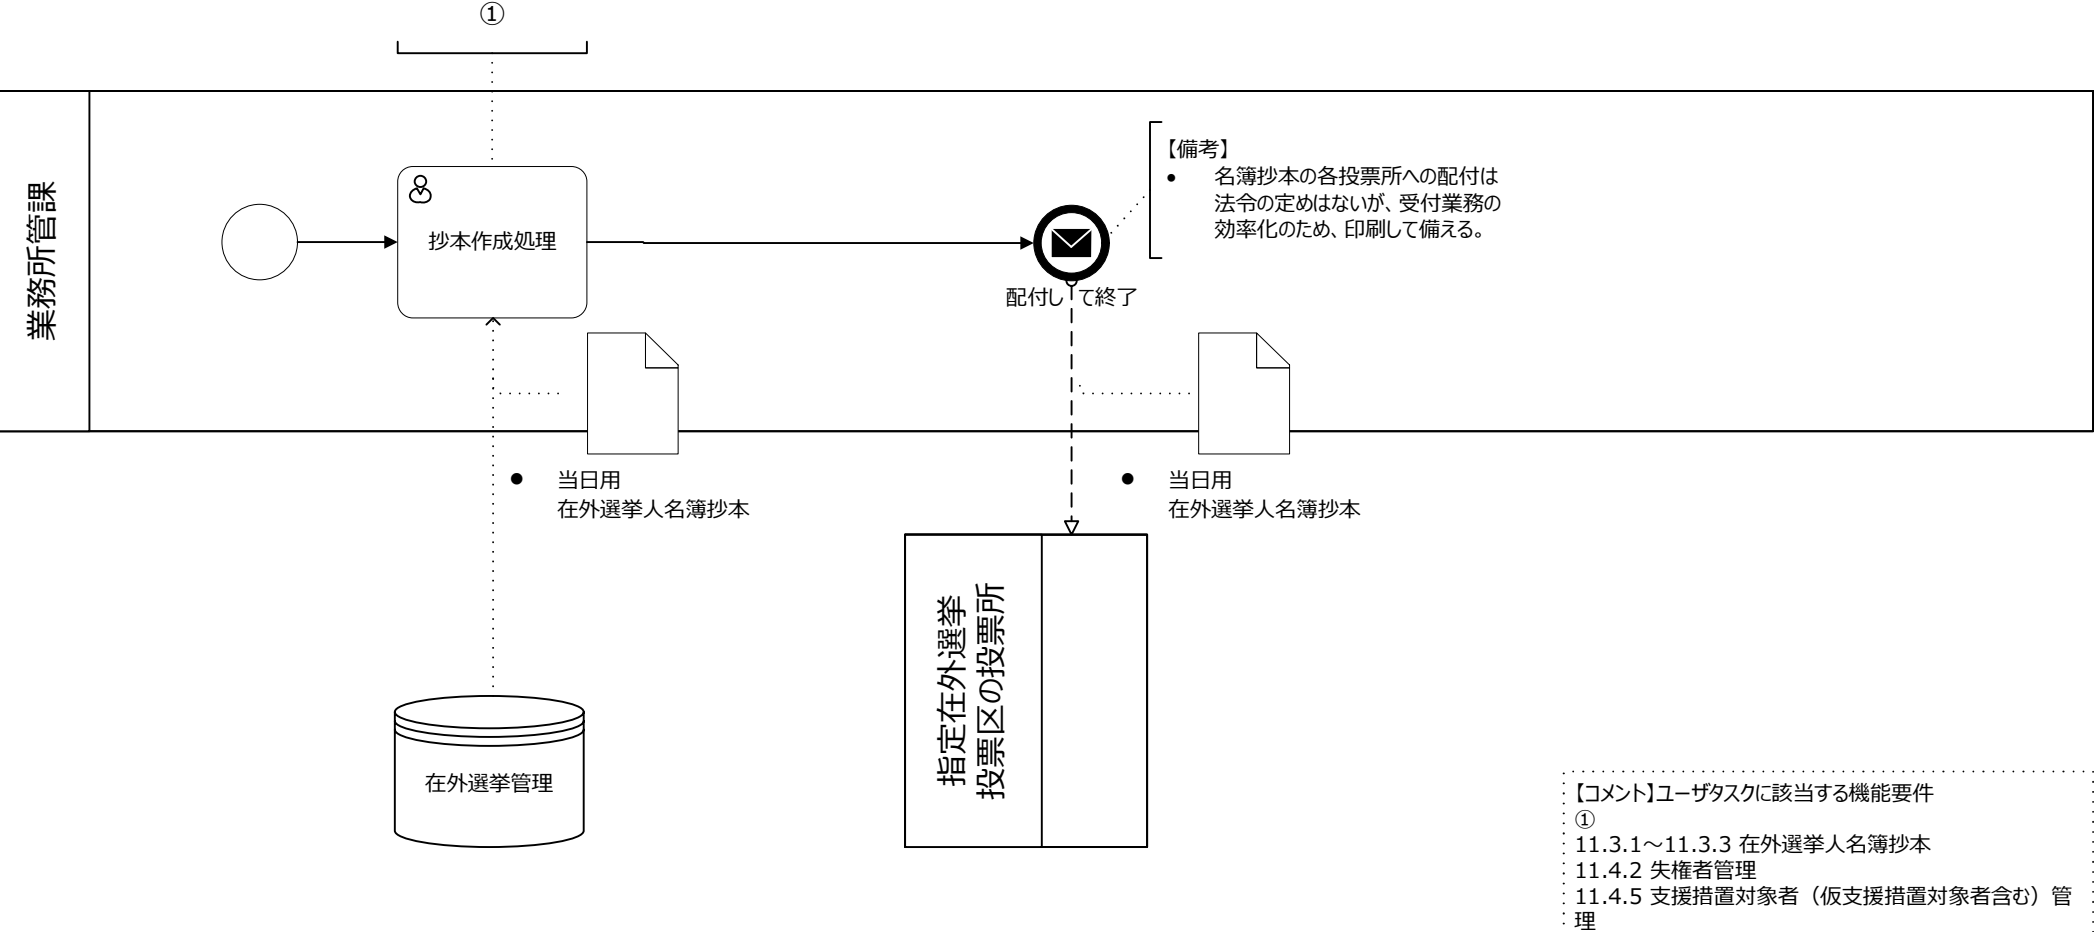 ①
業務所管課
抄本作成処理
【備考】
• 名簿抄本の各投票所への配付は
法令の定めはないが、受付業務の
効率化のため、印刷して備える。
配付して終了
● 当日用
在外選挙人名簿抄本
● 当日用
在外選挙人名簿抄本
指定在外選挙
投票区の投票所
在外選挙管理
【コメント】ユーザタスクに該当する機能要件
①
11.3.1～11.3.3 在外選挙人名簿抄本
11.4.2 失権者管理
11.4.5 支援措置対象者（仮支援措置対象者含む）管
理